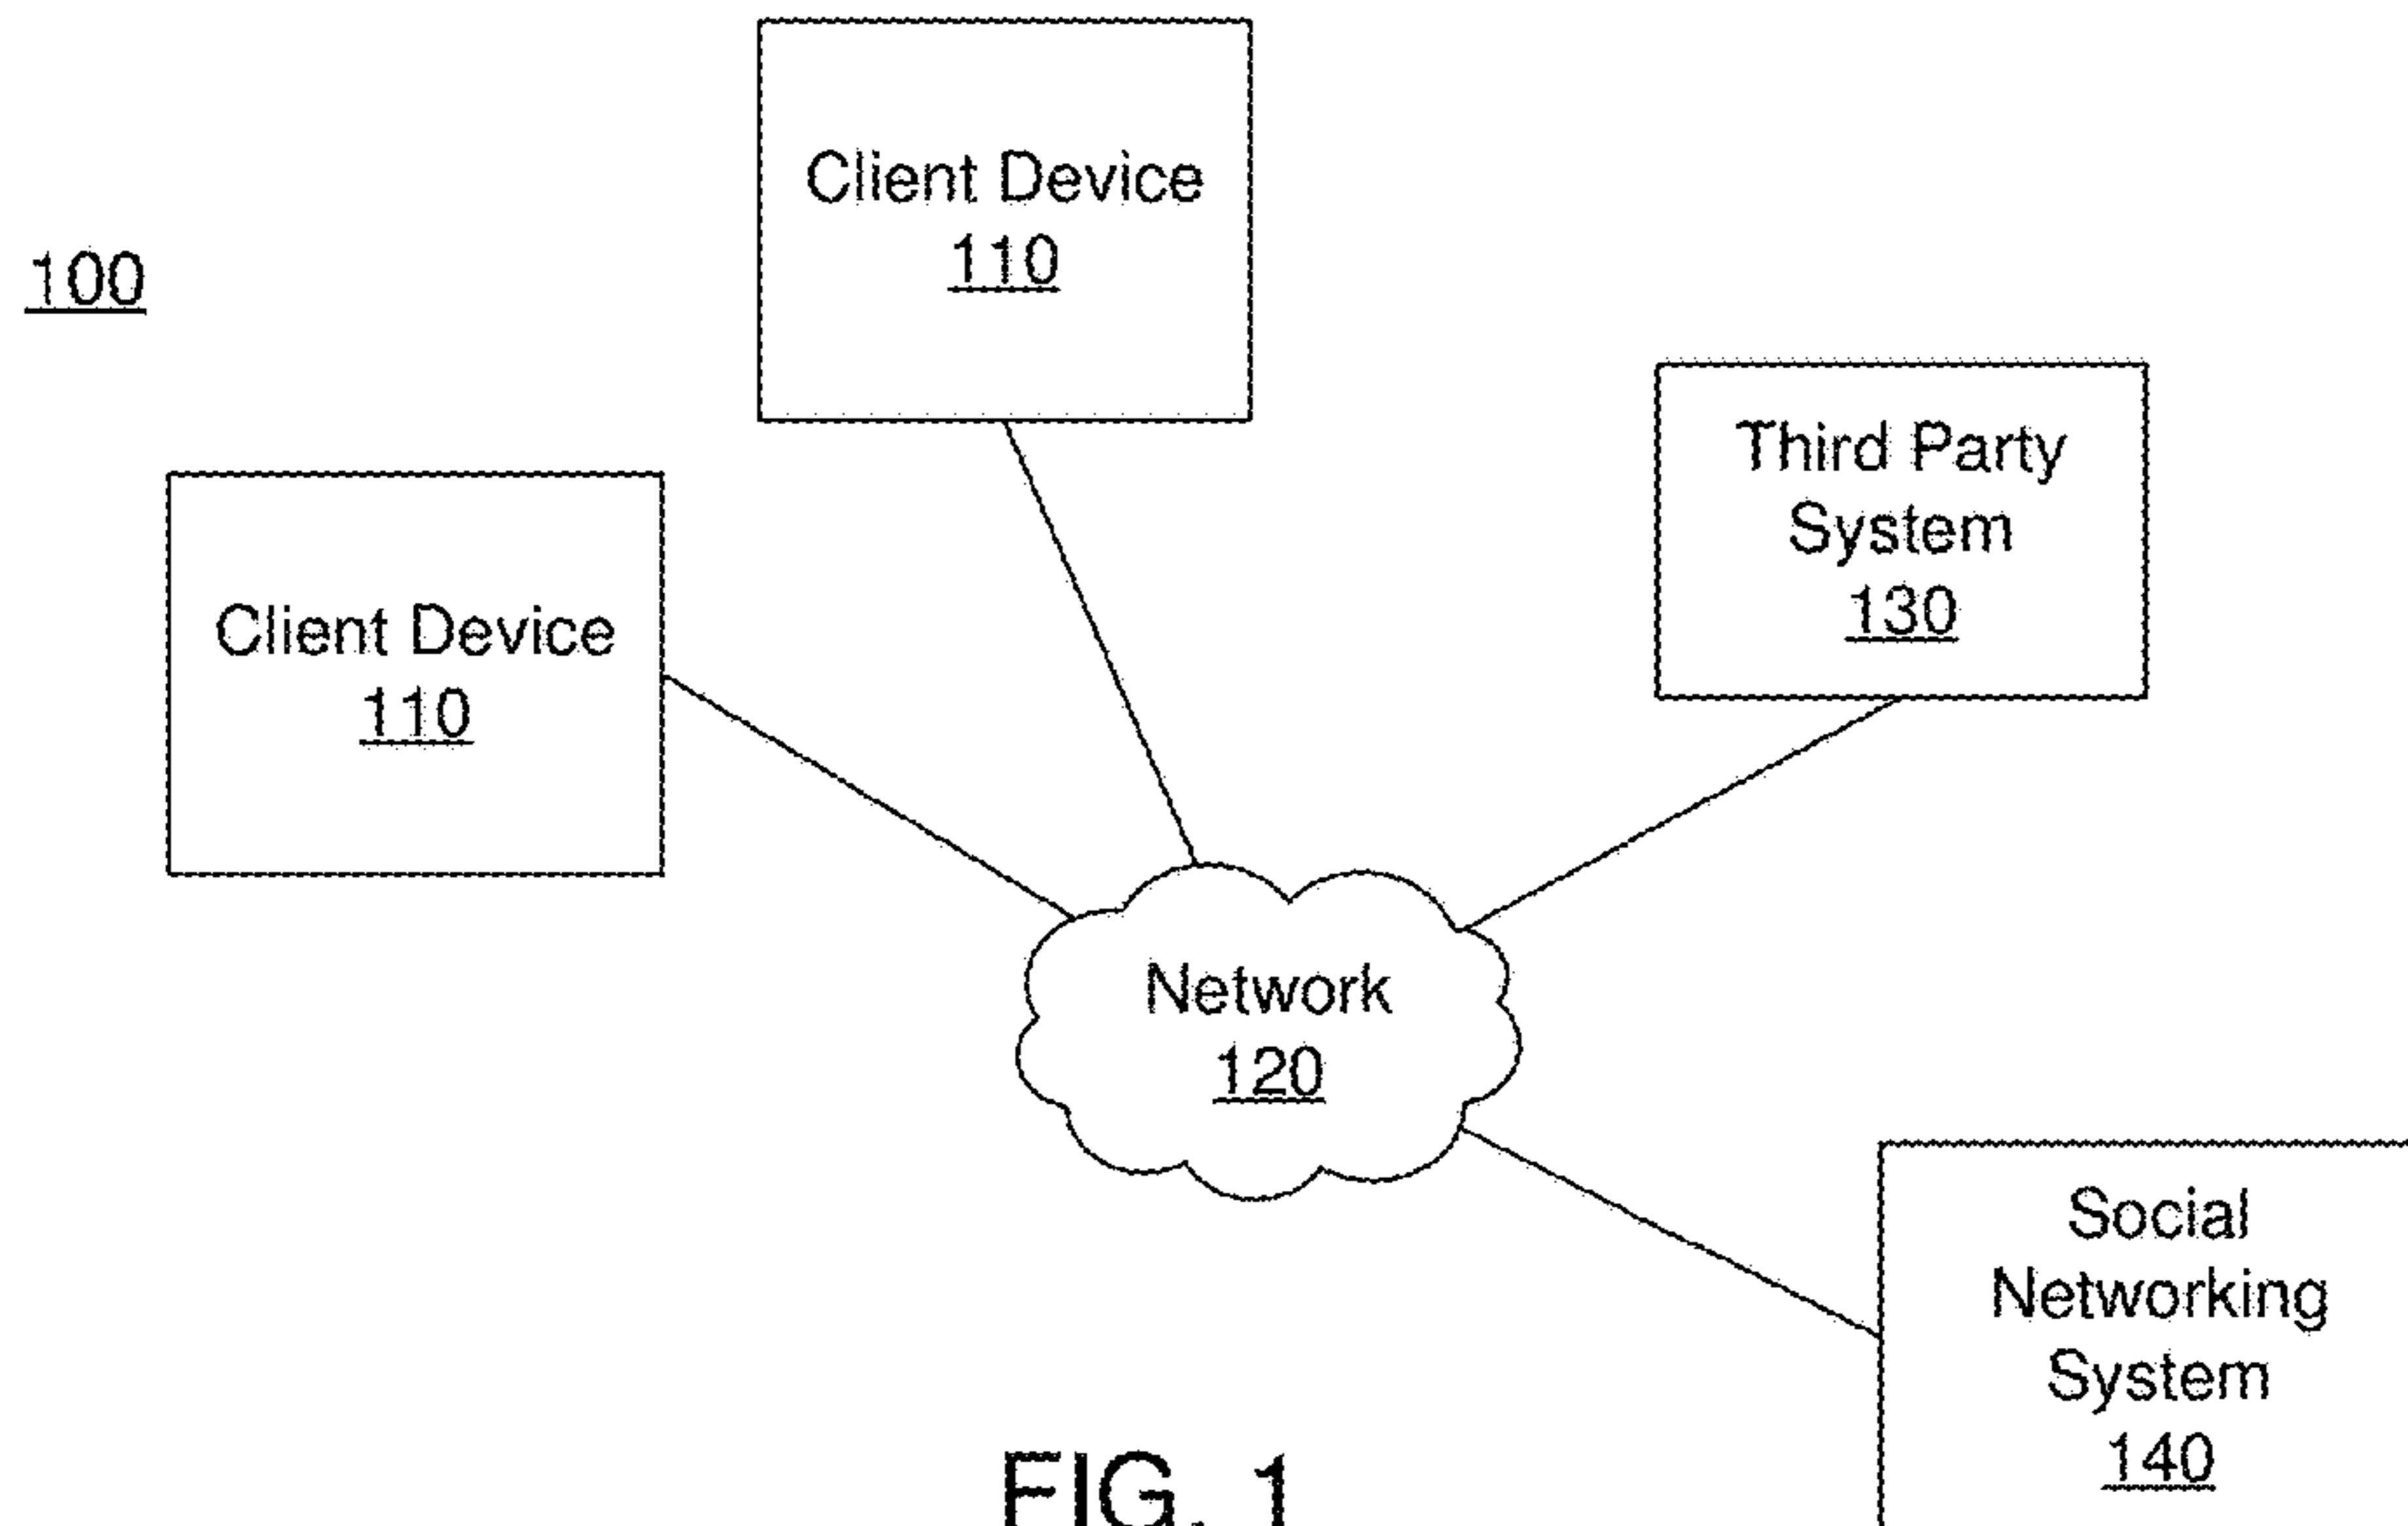 Client Device
110
100
Third Party
System
130
Client Device
110
Network
120
Social
Networking
System
140
FIG. 1